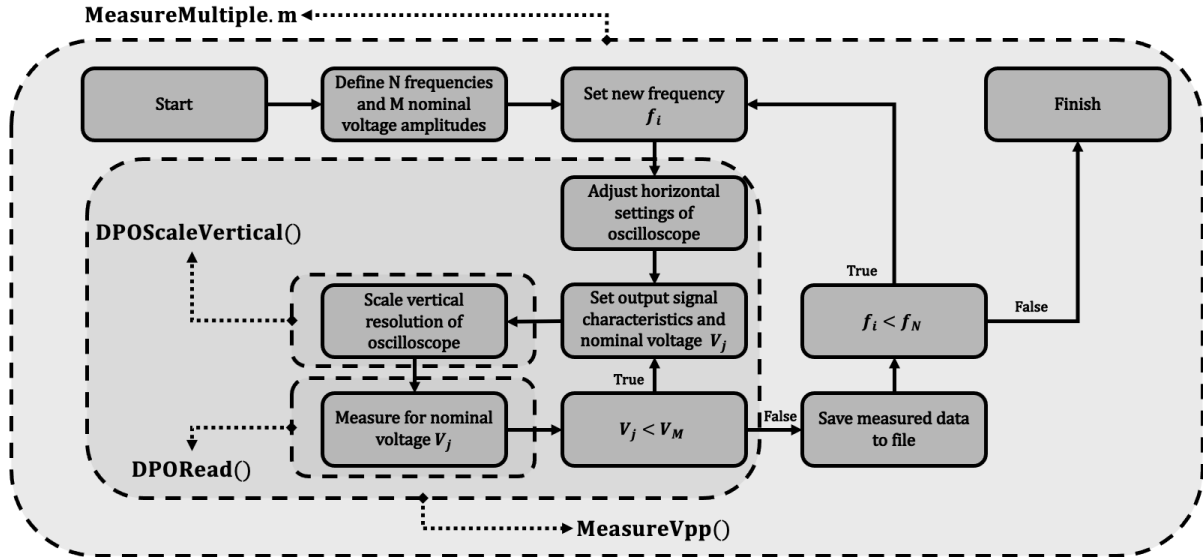 MeasureMultiple.m
Start
Define N frequencies
and M nominal
voltage amplitudes
Set new frequency
f_i
Finish
Adjust horizontal
settings of
oscilloscope
DPOScaleVertical()
Scale vertical
resolution of
oscilloscope
Set output signal
characteristics and
nominal voltage V_j
True
f_i < f_N
False
True
Measure for nominal
voltage V_j
V_j < V_M
False
Save measured data
to file
DPORead()
MeasureVpp()